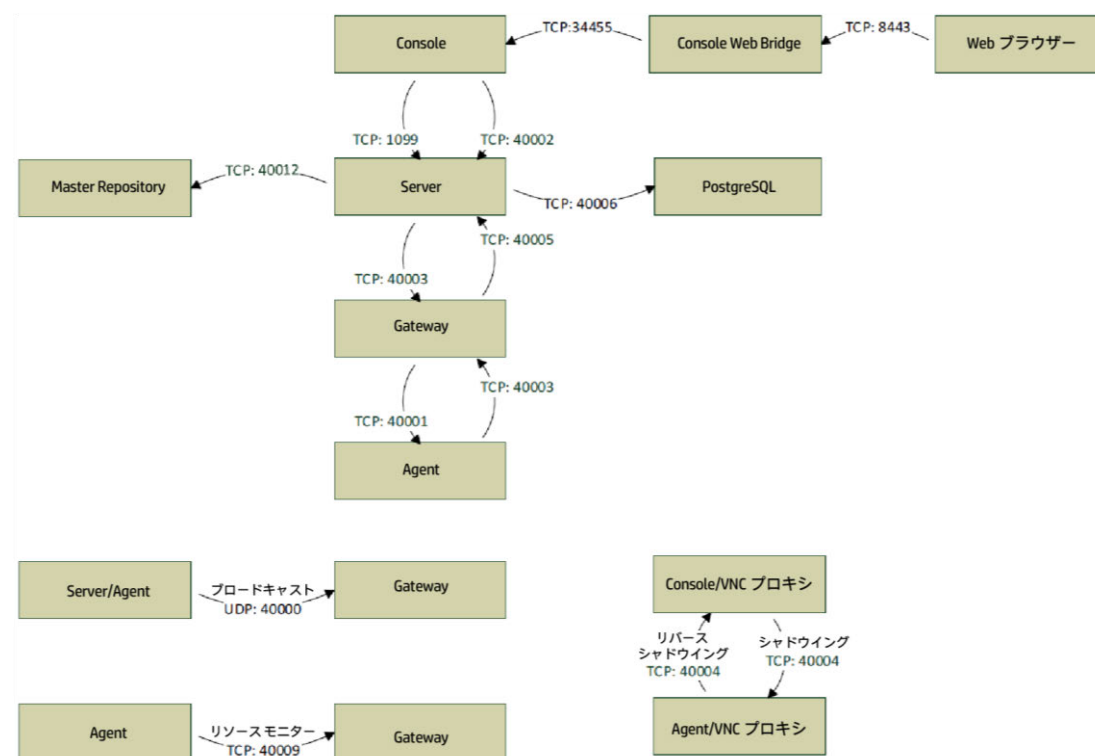 TCP:34455
TCP: 8443
Console
Console Web Bridge
Web ブラウザー
TCP: 1099
TCP: 40002
TCP: 40012
Master Repository
Server
PostgreSQL
TCP: 40006
TCP: 40005
TCP: 40003
Gateway
TCP: 40003
TCP: 40001
Agent
Server/Agent
ブロードキャスト
UDP: 40000
Gateway
Console/VNC プロキシ
リバース
シャドウイング
TCP: 40004
シャドウイング
TCP: 40004
Agent
リソース モニター
TCP: 40009
Gateway
Agent/VNC プロキシ